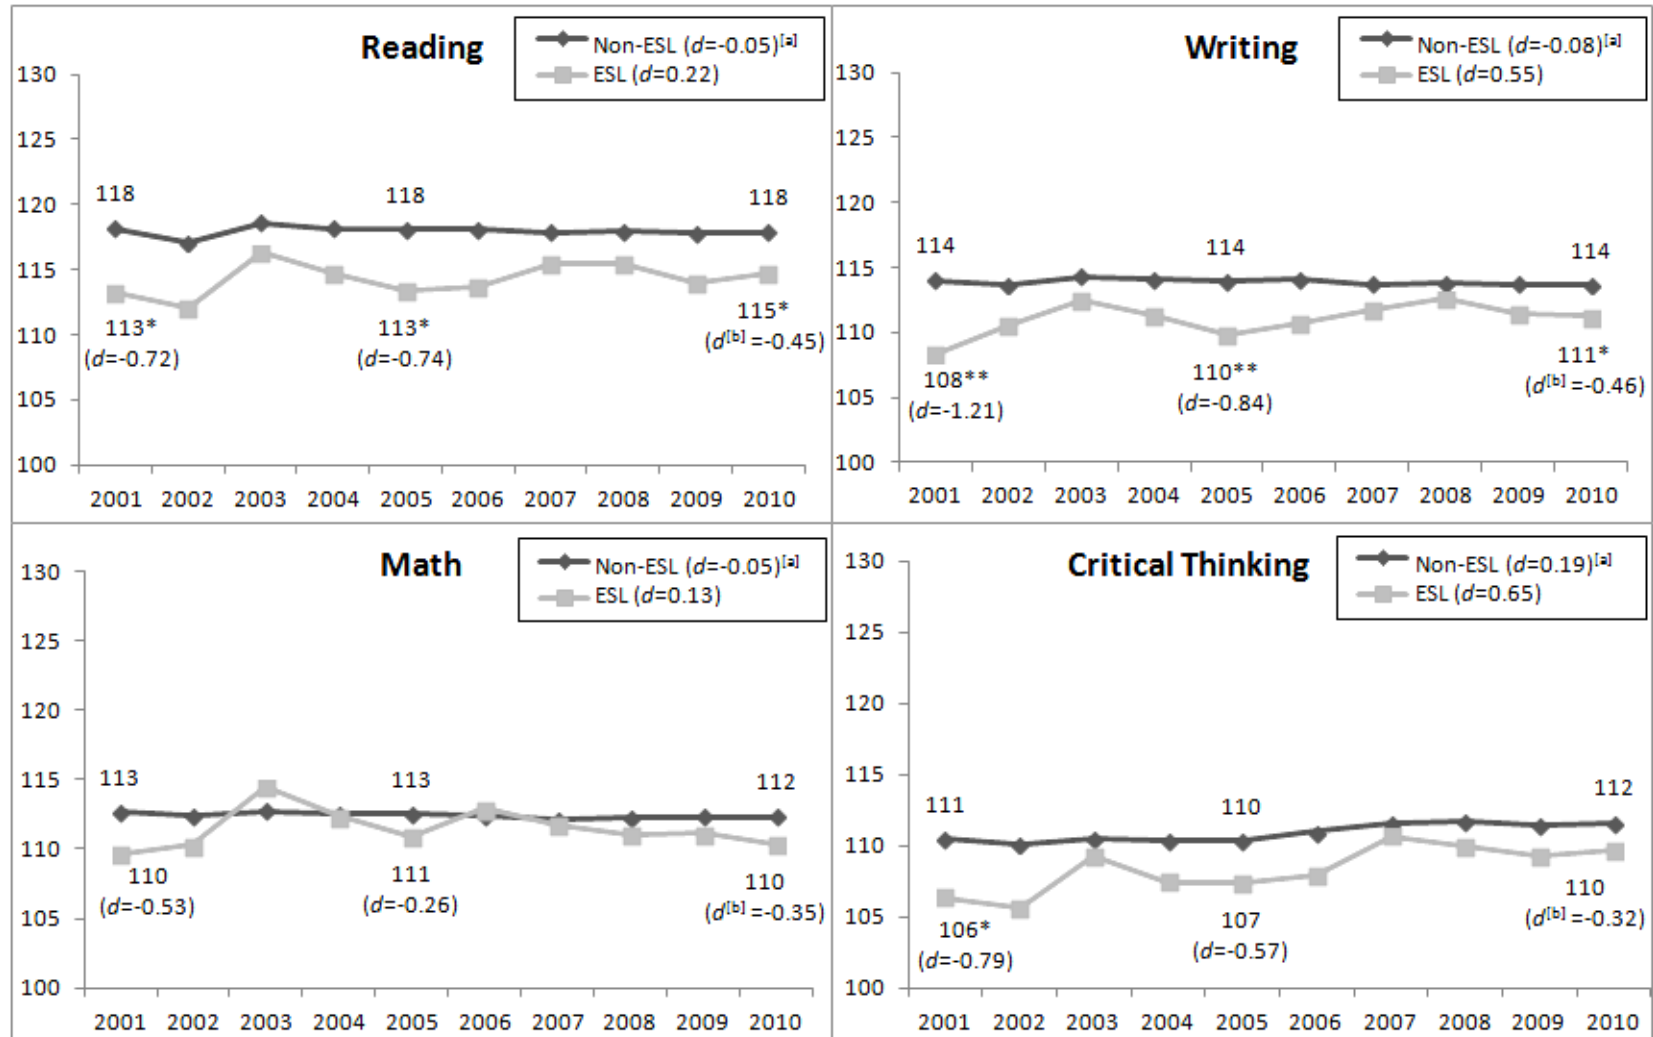 Reading
Non-ESL (d=-0.05)[a]
ESL (d=0.22)
130
125
120
115
110
105
100
118
118
118
113*
(d=-0.72)
113*
(d=-0.74)
115*
(d[b] =-0.45)
2001 2002 2003 2004 2005 2006 2007 2008 2009 2010
Writing
Non-ESL (d=-0.08)[a]
ESL (d=0.55)
130
125
120
115
110
105
100
114
114
114
108**
(d=-1.21)
110**
(d=-0.84)
111*
(d[b] =-0.46)
2001 2002 2003 2004 2005 2006 2007 2008 2009 2010
Math
Non-ESL (d=-0.05)[a]
ESL (d=0.13)
130
125
120
115
110
105
100
113
113
112
110
(d=-0.53)
111
(d=-0.26)
110
(d[b] =-0.35)
2001 2002 2003 2004 2005 2006 2007 2008 2009 2010
Critical Thinking
Non-ESL (d=0.19)[a]
ESL (d=0.65)
130
125
120
115
110
105
100
111
110
112
106*
(d=-0.79)
107
(d=-0.57)
110
(d[b] =-0.32)
2001 2002 2003 2004 2005 2006 2007 2008 2009 2010